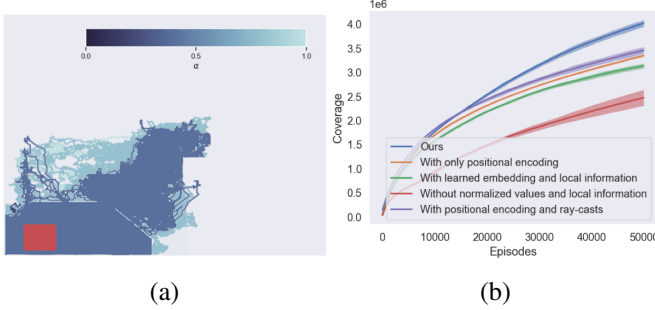 0.0 0.5 1.0
α
(a)
1e6
4.0
3.5
3.0
2.5
2.0
1.5
1.0
0.5
0.0
Coverage
Ours
With only positional encoding
With learned embedding and local information
Without normalized values and local information
With positional encoding and ray-casts
0 10000 20000 30000 40000 50000
Episodes
(b)